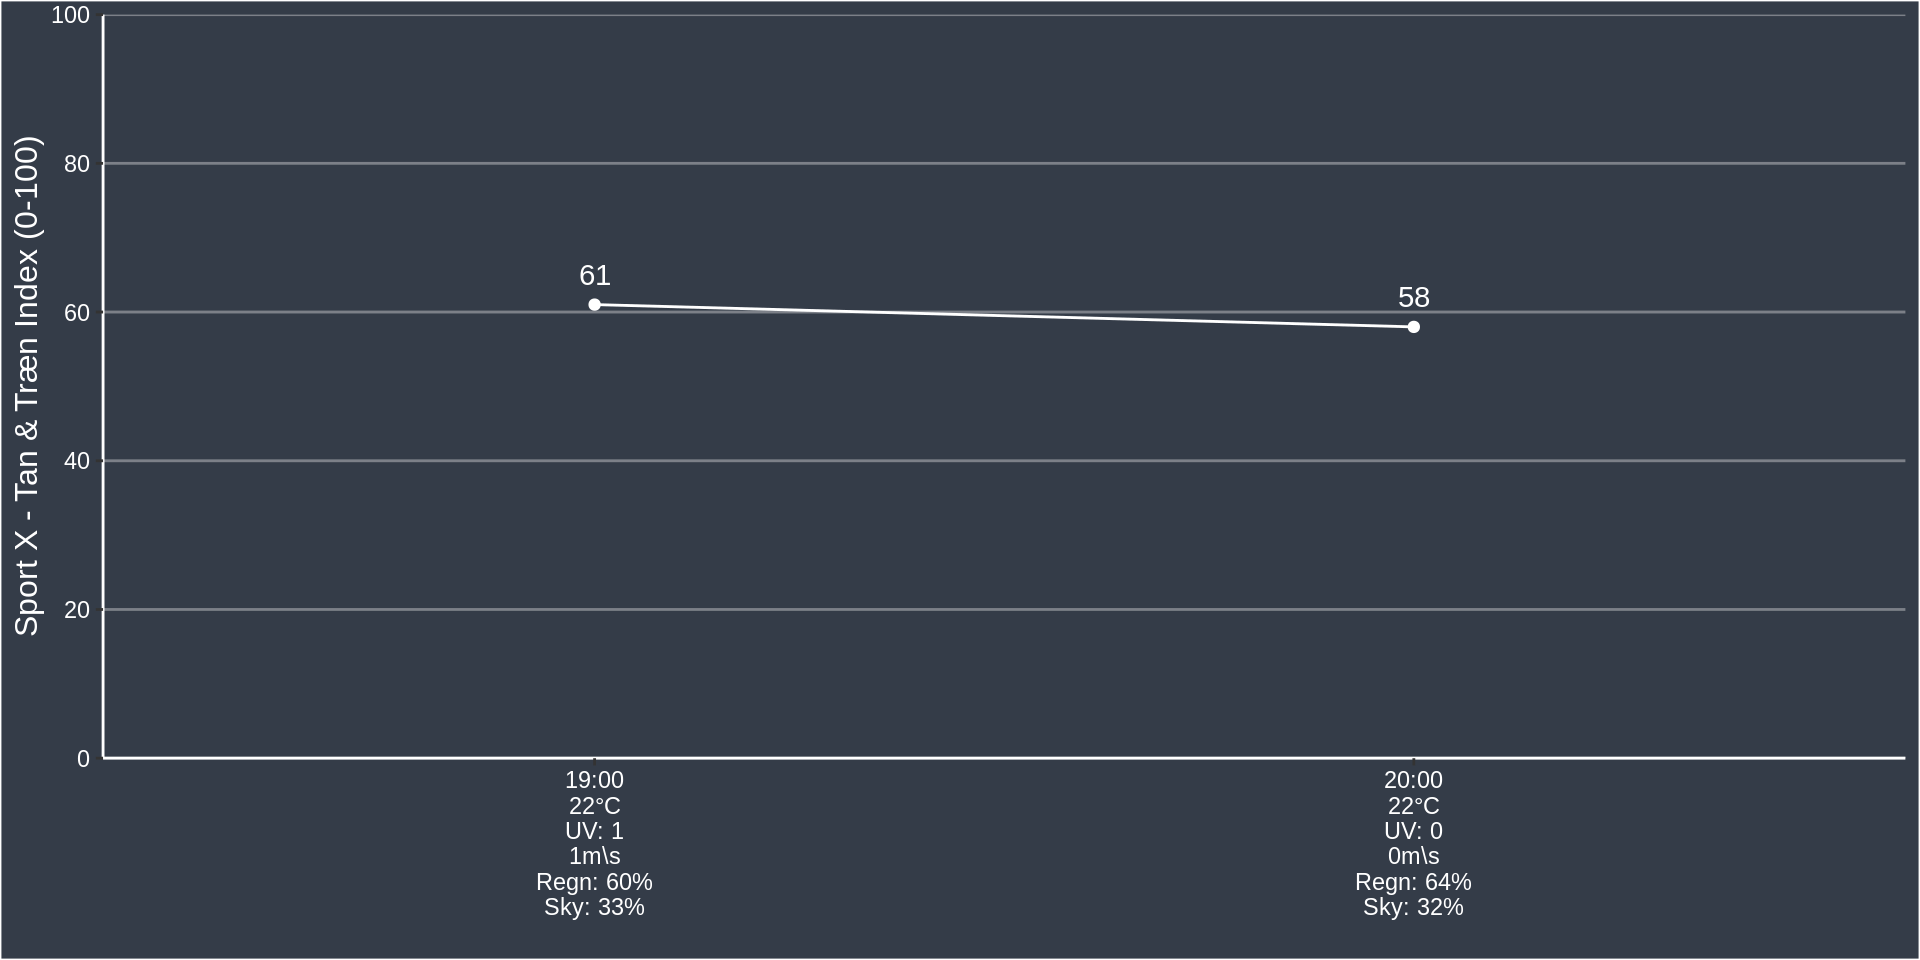 Sport X - Tan & Træn Index (0-100)
100
80
60
40
20
0
61
58
19:00
22°C
UV: 1
1m\s
Regn: 60%
Sky: 33%
20:00
22°C
UV: 0
0m\s
Regn: 64%
Sky: 32%